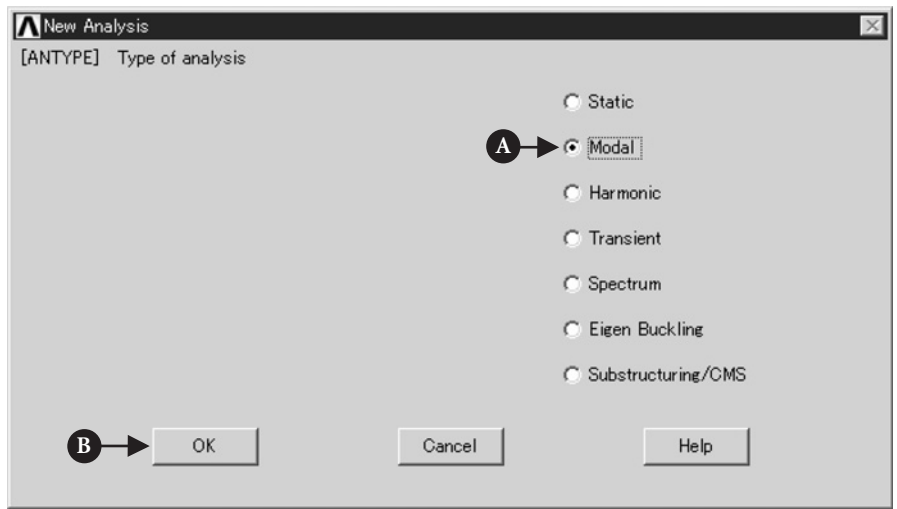 New Analysis
[ANTYPE] Type of analysis
Static
A Modal
Harmonic
Transient
Spectrum
Eigen Buckling
Substructuring/CMS
B OK Cancel Help